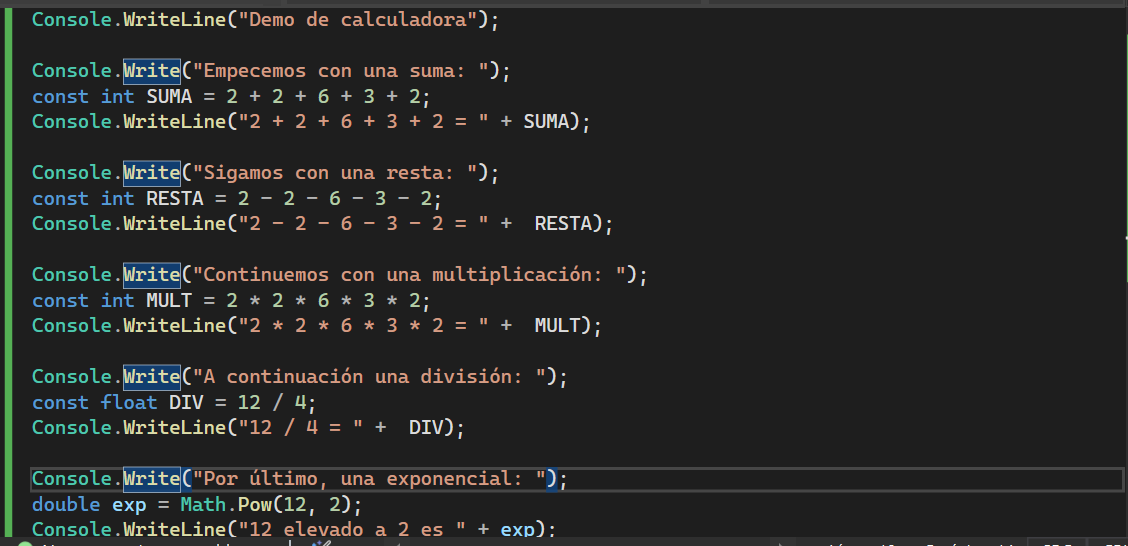 Console.WriteLine("Demo de calculadora");
Console.Write("Empecemos con una suma: ");
const int SUMA = 2 + 2 + 6 + 3 + 2;
Console.WriteLine("2 + 2 + 6 + 3 + 2 = " + SUMA);
Console.Write("Sigamos con una resta: ");
const int RESTA = 2 - 2 - 6 - 3 - 2;
Console.WriteLine("2 - 2 - 6 - 3 - 2 = " +  RESTA);
Console.Write("Continuemos con una multiplicación: ");
const int MULT = 2 * 2 * 6 * 3 * 2;
Console.WriteLine("2 * 2 * 6 * 3 * 2 = " +  MULT);
Console.Write("A continuación una división: ");
const float DIV = 12 / 4;
Console.WriteLine("12 / 4 = " +  DIV);
Console.Write("Por último, una exponencial: ");
double exp = Math.Pow(12, 2);
Console.WriteLine("12 elevado a 2 es " + exp);